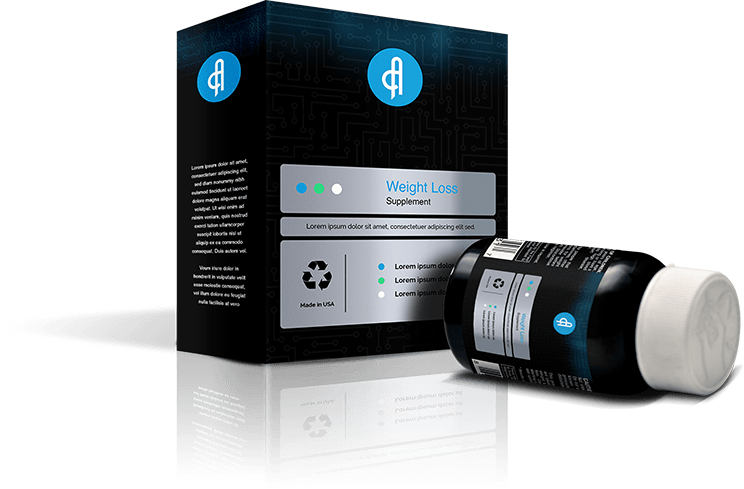 Lorem ipsum dolor sit amet,
consectetuer adipiscing elit,
sed diam nonummy nibh
euismod tincidunt ut laoreet
dolore magna aliquam erat
volutpat. Ut wisi enim ad
minim veniam, quis nostrud
exerci tation ullamcorper
suscipit lobortis nisl ut
aliquip ex ea commodo
consequat. Duis autem vel.
Veum iriure dolor in
hendrerit in vulputate velit
esse molestie consequat,
vel illum dolore eu feugiat
nulla facilisis at vero
Weight Loss
Supplement
Lorem ipsum dolor sit amet, consectetuer adipiscing elit sed.
Lorem ipsum dolor
Lorem ipsum dolor
Lorem ipsum dolor
Made in USA
Weight Loss
Supplement